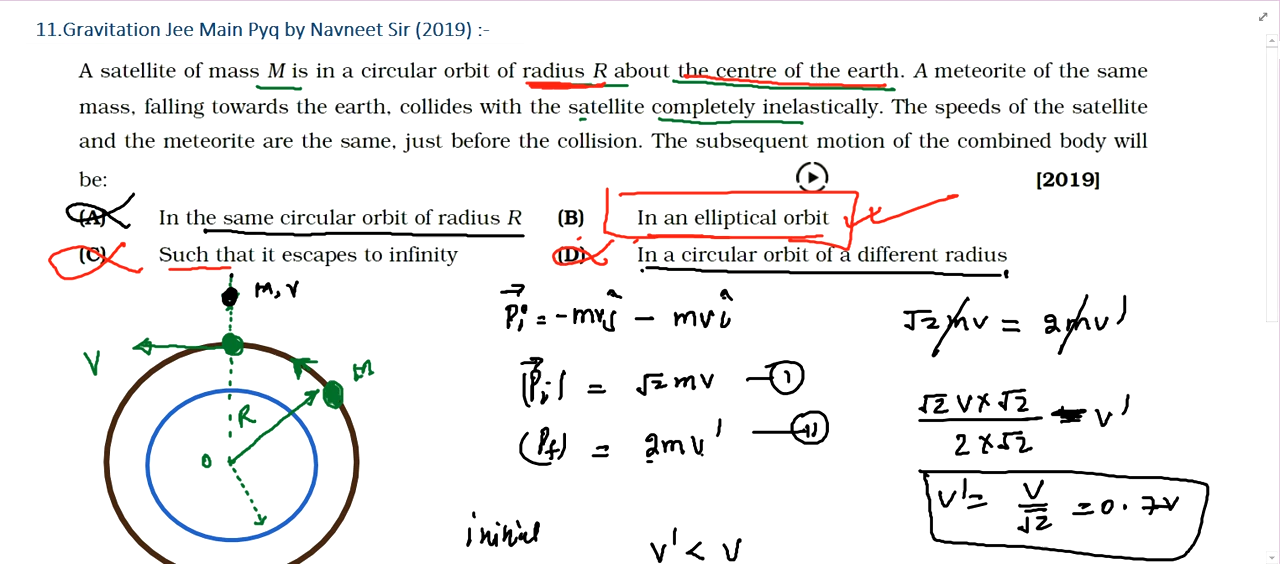 11.Gravitation Jee Main Pyq by Navneet Sir (2019) :-
A satellite of mass M is in a circular orbit of radius R about the centre of the earth. A meteorite of the same
mass, falling towards the earth, collides with the satellite completely inelastically. The speeds of the satellite
and the meteorite are the same, just before the collision. The subsequent motion of the combined body will
be: [2019]
(A) In the same circular orbit of radius R (B) In an elliptical orbit
(C) Such that it escapes to infinity (D) In a circular orbit of a different radius
M, V
V
M
R
O
P⃗i = -mvĵ - mvî
|P⃗i| = √2 mv —①
(Pf) = 2mv' —⑪
initial
v' < v
√2 mv = 2mv'
√2 V × √2 / 2 × √2 = v'
v' = V/√2 = 0.7V